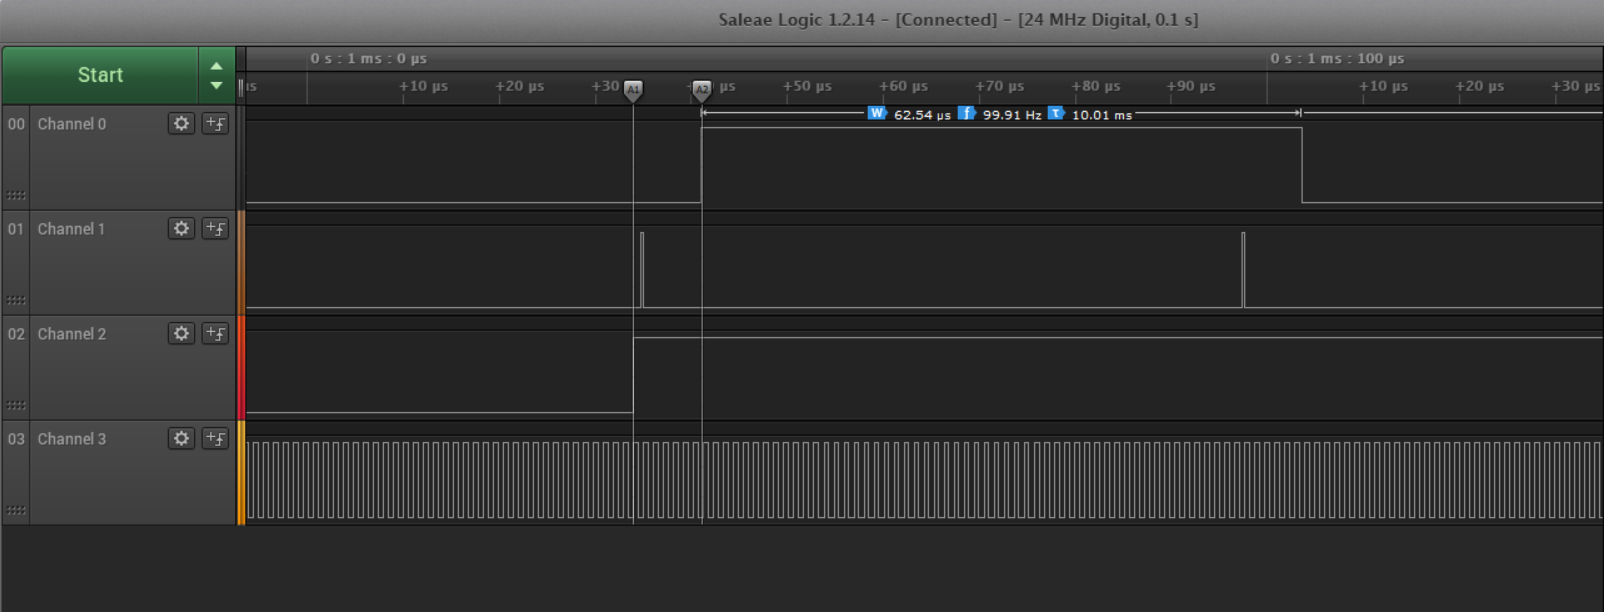 Saleae Logic 1.2.14 – [Connected] – [24 MHz Digital, 0.1 s]
Start
0 s : 1 ms : 0 µs
0 s : 1 ms : 100 µs
+10 µs +20 µs +30 A1 A2 µs +50 µs +60 µs +70 µs +80 µs +90 µs +10 µs +20 µs +30 µs
00 Channel 0
W 62.54 µs f 99.91 Hz τ 10.01 ms
01 Channel 1
02 Channel 2
03 Channel 3